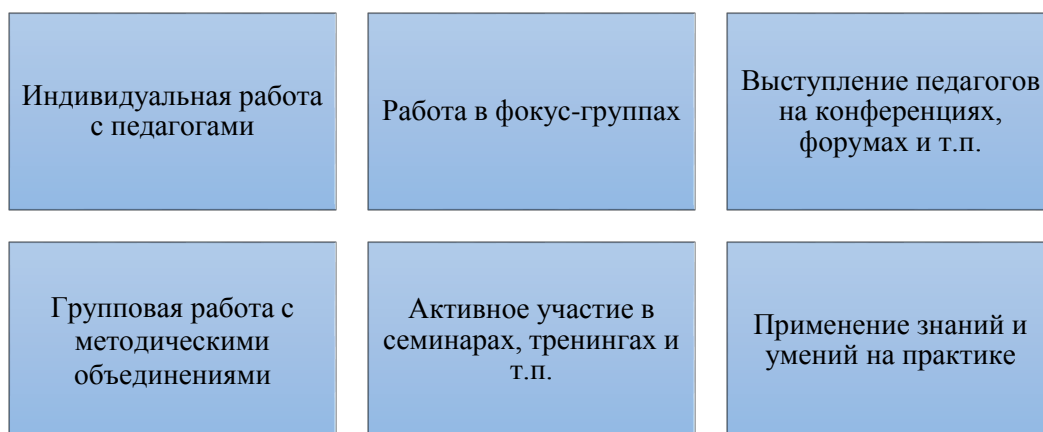 Индивидуальная работа
с педагогами
Работа в фокус-группах
Выступление педагогов
на конференциях,
форумах и т.п.
Групповая работа с
методическими
объединениями
Активное участие в
семинарах, тренингах и
т.п.
Применение знаний и
умений на практике